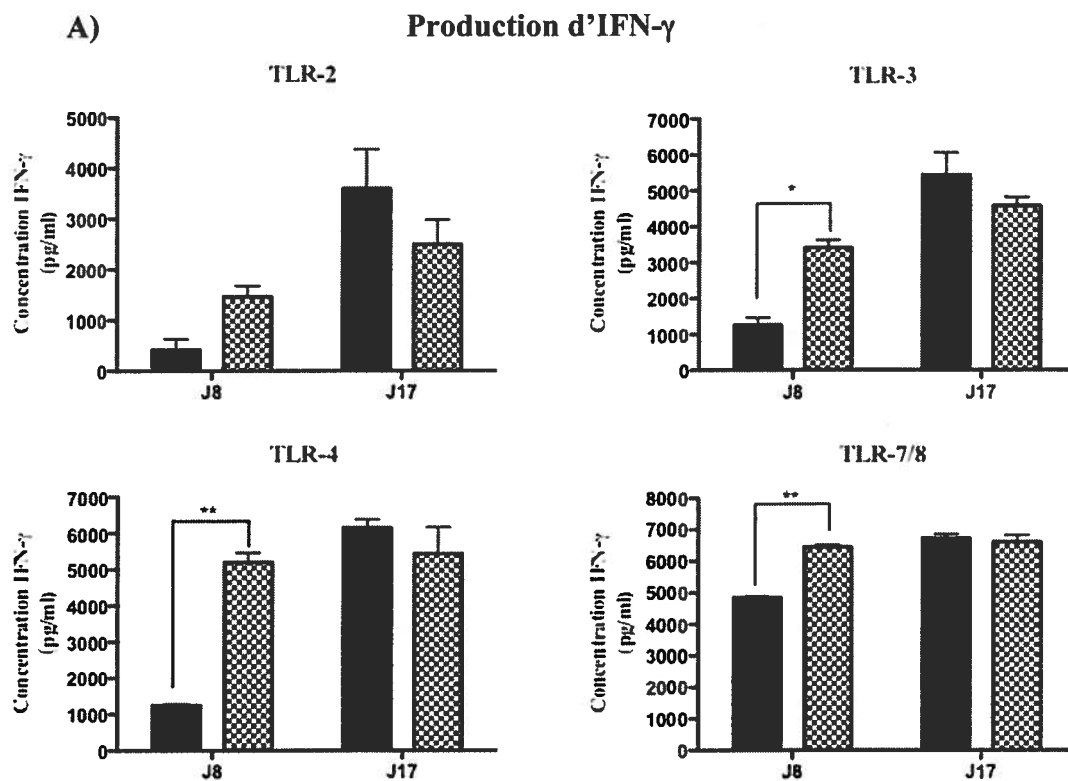 A)
Production d’IFN-γ
TLR-2
Concentration IFN-γ
(pg/ml)
5000
4000
3000
2000
1000
0
J8
J17
TLR-3
Concentration IFN-γ
(pg/ml)
7000
6000
5000
4000
3000
2000
1000
0
*
J8
J17
TLR-4
Concentration IFN-γ
(pg/ml)
7000
6000
5000
4000
3000
2000
1000
0
**
J8
J17
TLR-7/8
Concentration IFN-γ
(pg/ml)
8000
7000
6000
5000
4000
3000
2000
1000
0
**
J8
J17